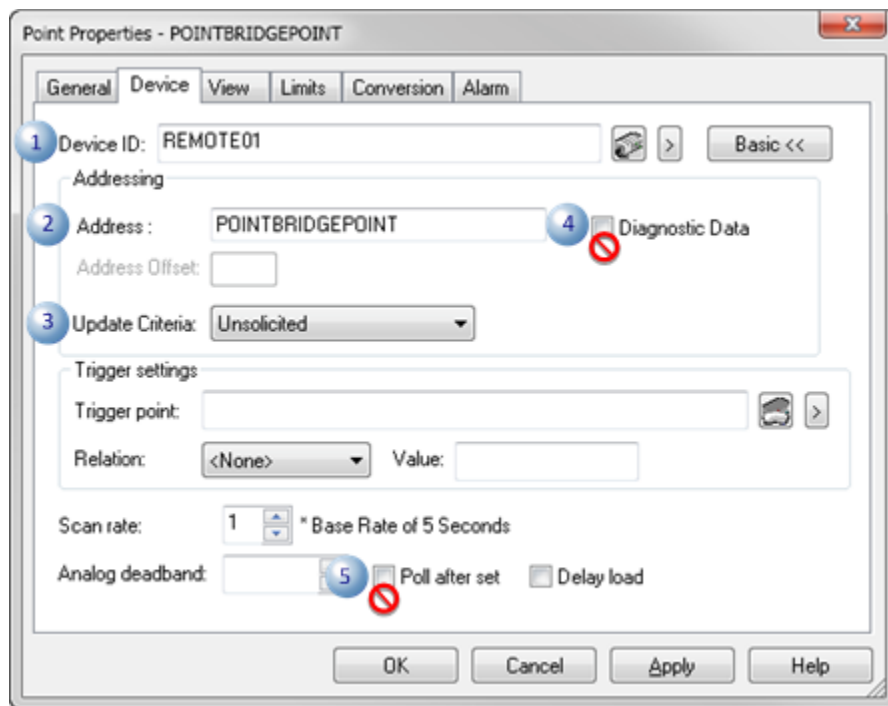 Point Properties - POINTBRIDGEPOINT
General Device View Limits Conversion Alarm
1 Device ID: REMOTE01 > Basic <<
Addressing
2 Address : POINTBRIDGEPOINT 4 Diagnostic Data
Address Offset:
3 Update Criteria: Unsolicited
Trigger settings
Trigger point: >
Relation: <None> Value:
Scan rate: 1 * Base Rate of 5 Seconds
Analog deadband: 5 Poll after set Delay load
OK Cancel Apply Help